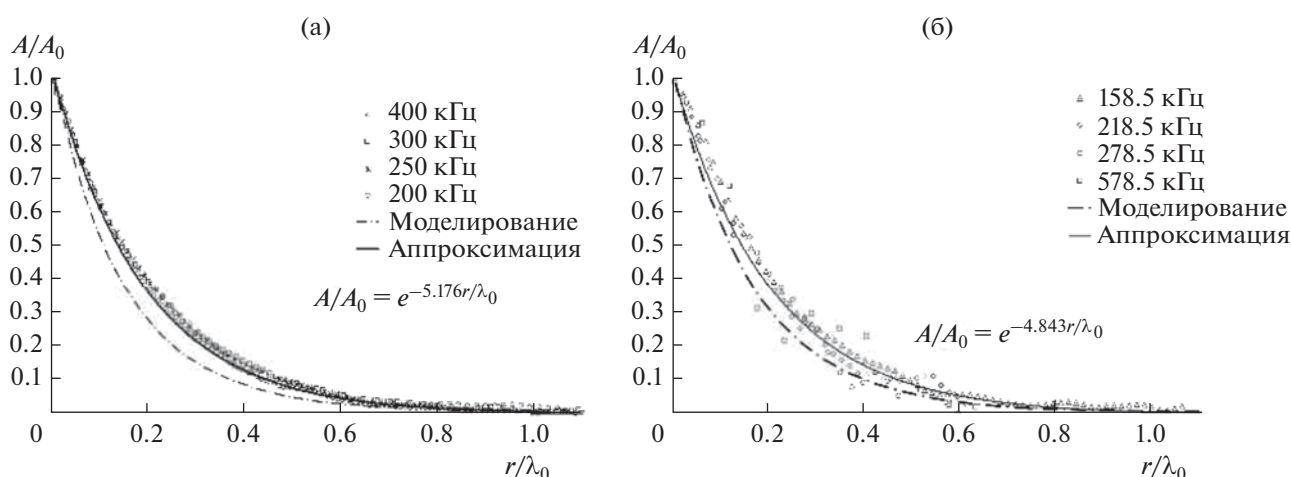 (а)
A/A₀
1.0
0.9
0.8
0.7
0.6
0.5
0.4
0.3
0.2
0.1
400 кГц
300 кГц
250 кГц
200 кГц
Моделирование
Аппроксимация
A/A₀ = e^{−5.176r/λ₀}
0 0.2 0.4 0.6 0.8 1.0
r/λ₀
(б)
A/A₀
1.0
0.9
0.8
0.7
0.6
0.5
0.4
0.3
0.2
0.1
158.5 кГц
218.5 кГц
278.5 кГц
578.5 кГц
Моделирование
Аппроксимация
A/A₀ = e^{−4.843r/λ₀}
0 0.2 0.4 0.6 0.8 1.0
r/λ₀